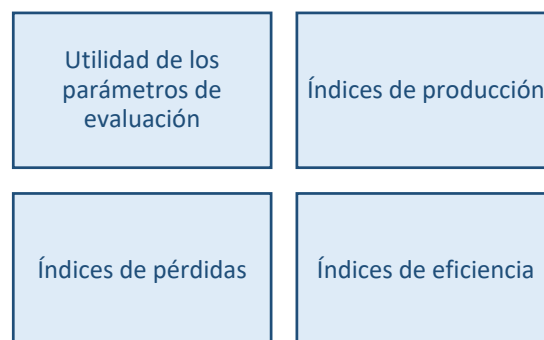 Utilidad de los
parámetros de
evaluación
Índices de producción
Índices de pérdidas
Índices de eficiencia